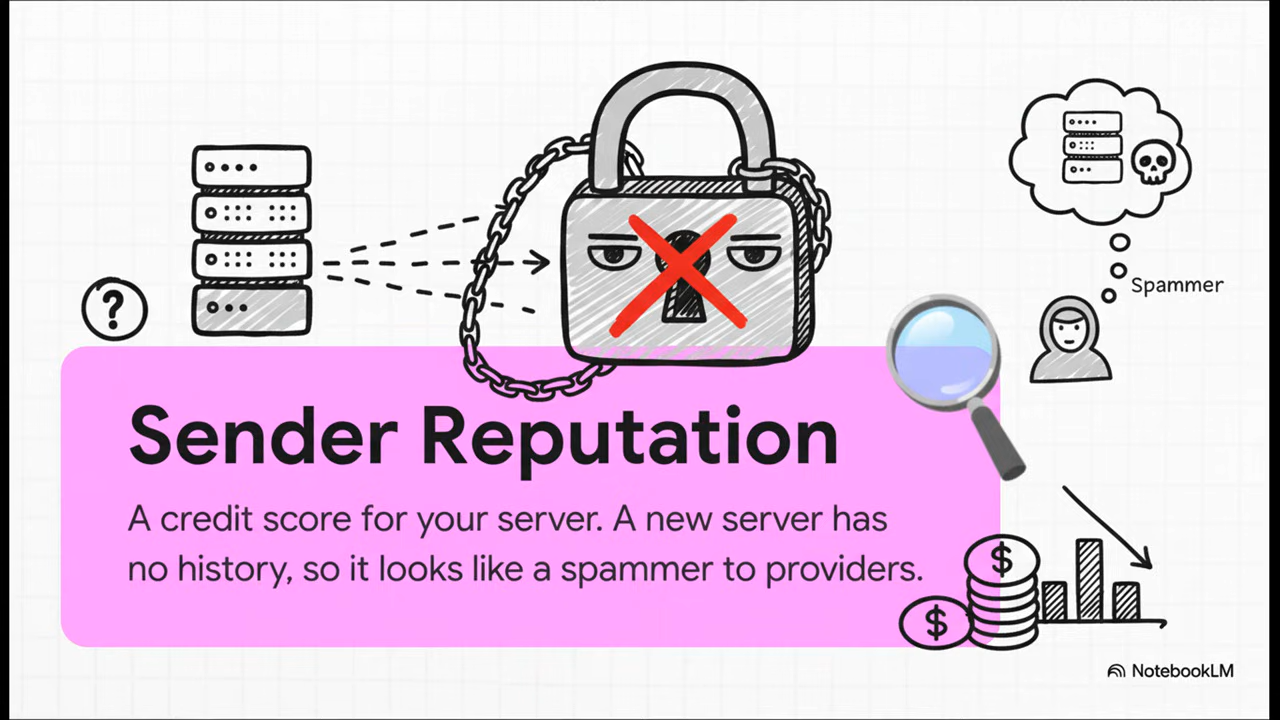 ?
Spammer
Sender Reputation
A credit score for your server. A new server has
no history, so it looks like a spammer to providers.
$
$
NotebookLM